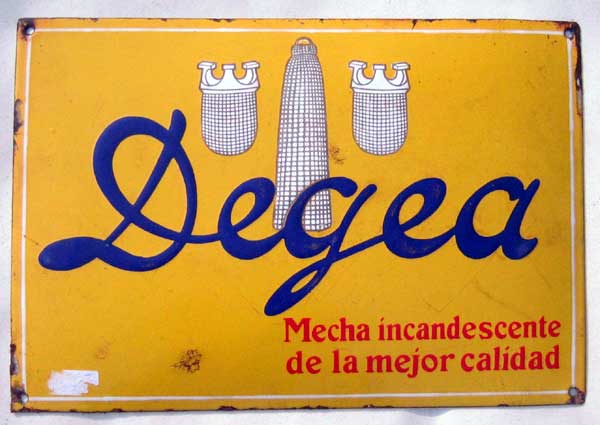 Degea
Mecha incandescente
de la mejor calidad